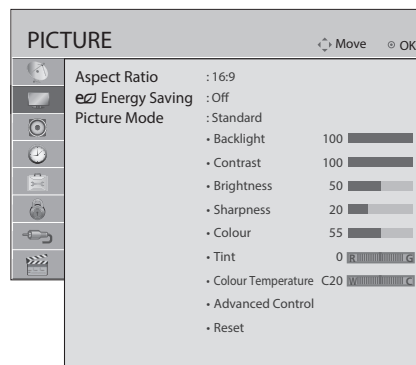 PICTURE Move OK
Aspect Ratio : 16:9
Energy Saving : Off
Picture Mode : Standard
• Backlight 100
• Contrast 100
• Brightness 50
• Sharpness 20
• Colour 55
• Tint 0 R G
• Colour Temperature C20 W C
• Advanced Control
• Reset